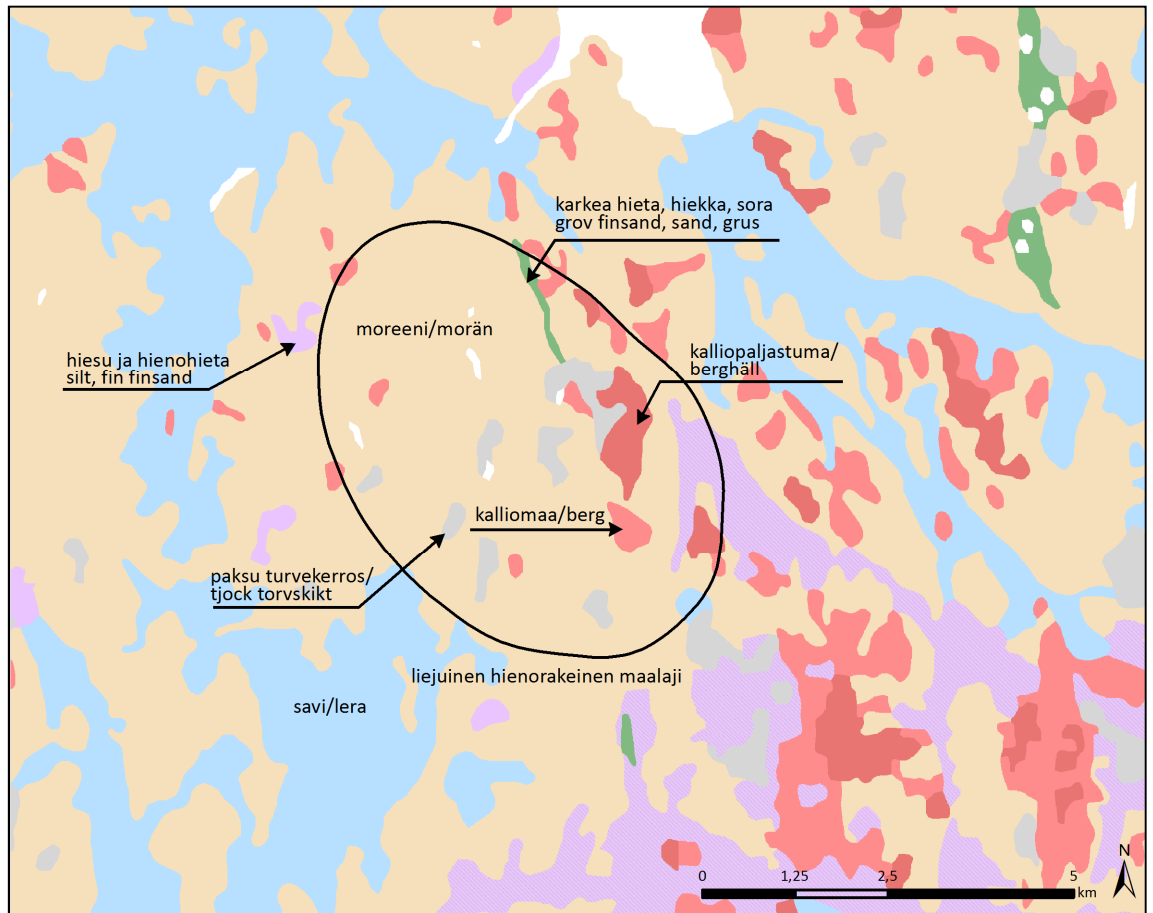 karkea hieta, hiekka, sora
grov finsand, sand, grus
moreeni/morän
kalliopaljastuma/
berghäll
hiesu ja hienohieta
silt, fin finsand
kalliomaa/berg
paksu turvekerros/
tjock torvskikt
liejuinen hienorakeinen maalaji
savi/lera
N
0 1,25 2,5 5
km